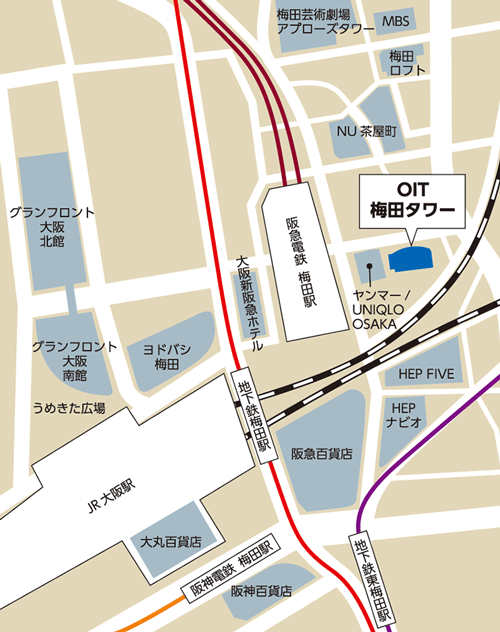 梅田芸術劇場
アプローズタワー
MBS
梅田
ロフト
NU 茶屋町
OIT
梅田タワー
グランフロント
大阪
北館
阪急電鉄 梅田駅
大阪新阪急ホテル
ヤンマー /
UNIQLO
OSAKA
グランフロント
大阪
南館
ヨドバシ
梅田
うめきた広場
HEP FIVE
HEP
ナビオ
地下鉄梅田駅
阪急百貨店
JR 大阪駅
大丸百貨店
阪神電鉄 梅田駅
阪神百貨店
地下鉄東梅田駅